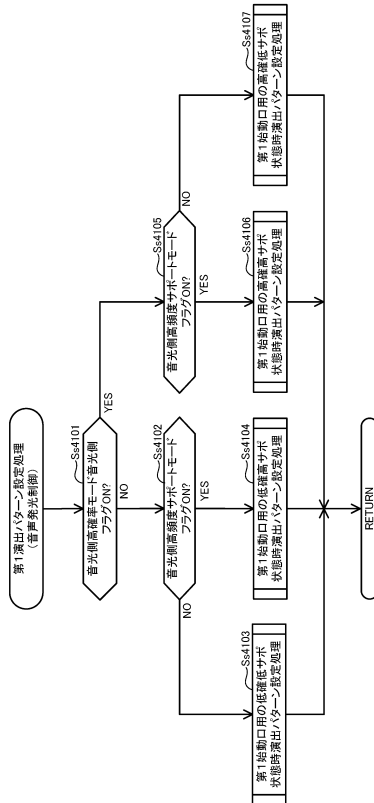 第1演出パターン設定処理
(音声発光制御)
Ss4101
音光側高確率モード音光側
フラグON?
YES
NO
Ss4102
音光側高頻度サポートモード
フラグON?
NO
YES
Ss4105
音光側高頻度サポートモード
フラグON?
NO
YES
Ss4103
第1始動口用の低確低サポ
状態時演出パターン設定処理
Ss4104
第1始動口用の低確高サポ
状態時演出パターン設定処理
Ss4106
第1始動口用の高確高サポ
状態時演出パターン設定処理
Ss4107
第1始動口用の高確低サポ
状態時演出パターン設定処理
RETURN